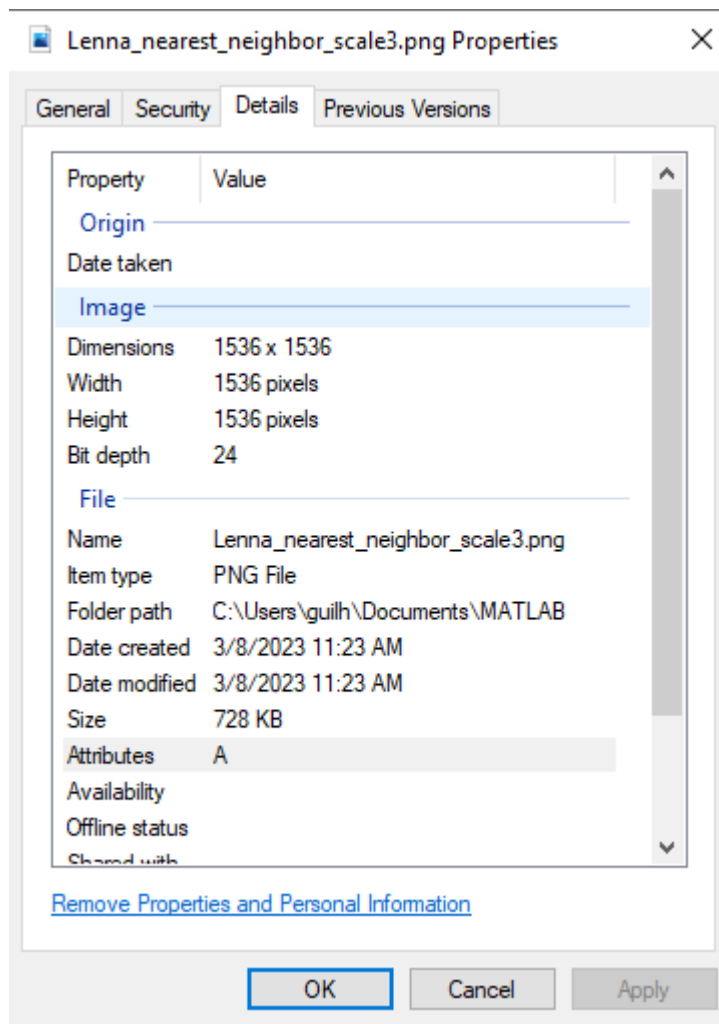 Lenna_nearest_neighbor_scale3.png Properties
General Security Details Previous Versions
Property Value
Origin
Date taken
Image
Dimensions 1536 x 1536
Width 1536 pixels
Height 1536 pixels
Bit depth 24
File
Name Lenna_nearest_neighbor_scale3.png
Item type PNG File
Folder path C:\Users\guilh\Documents\MATLAB
Date created 3/8/2023 11:23 AM
Date modified 3/8/2023 11:23 AM
Size 728 KB
Attributes A
Availability
Offline status
Shared with
Remove Properties and Personal Information
OK Cancel Apply